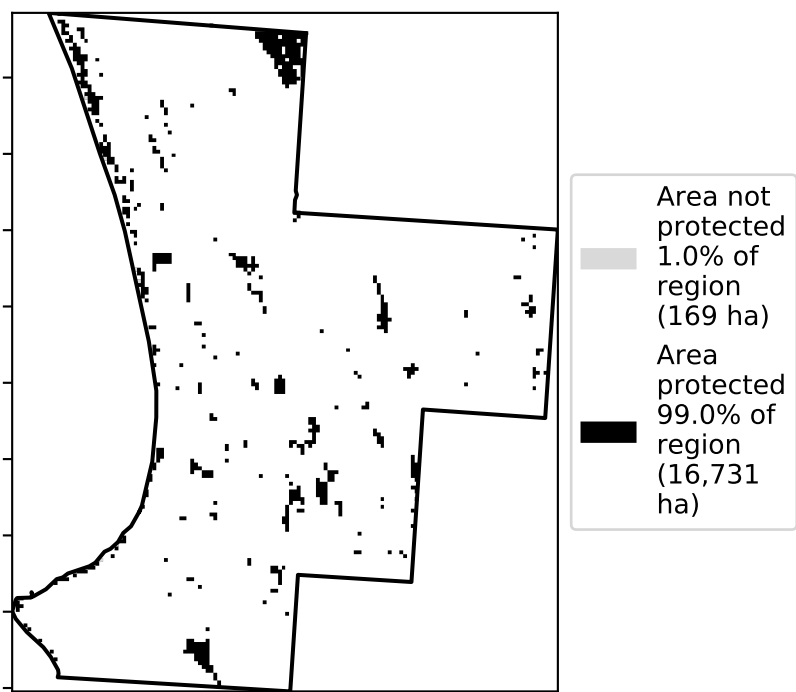 Area not
protected
1.0% of
region
(169 ha)
Area
protected
99.0% of
region
(16,731
ha)